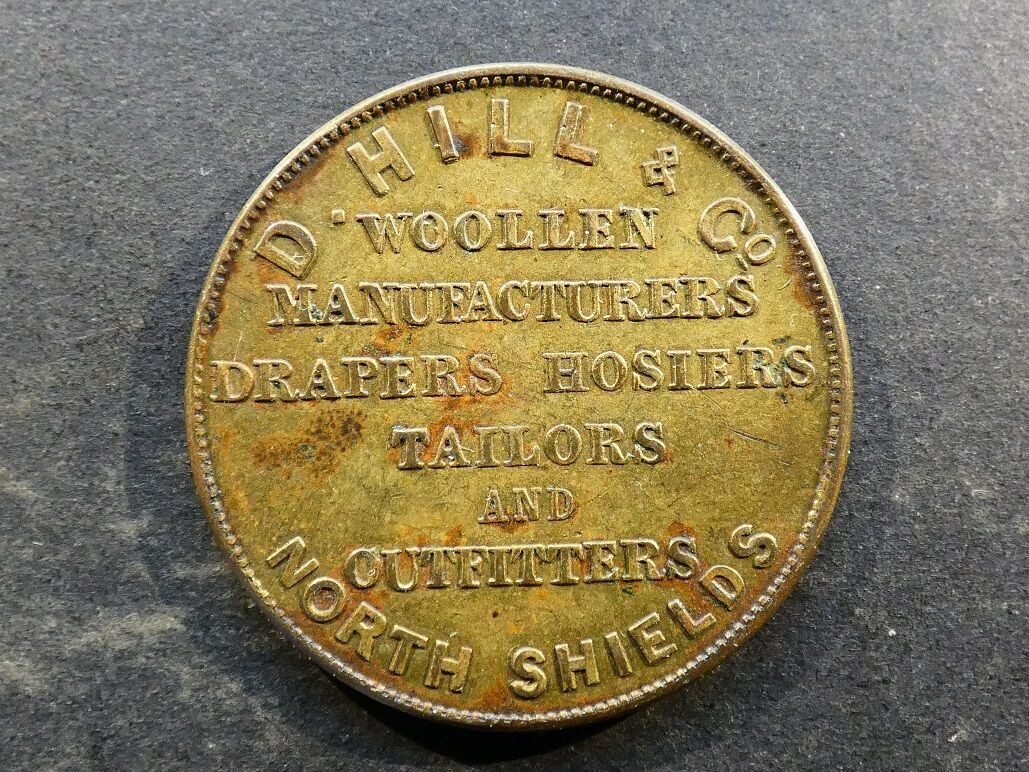 D HILL & Co
WOOLLEN
MANUFACTURERS
DRAPERS HOSIERS
TAILORS
AND
OUTFITTERS
NORTH SHIELDS